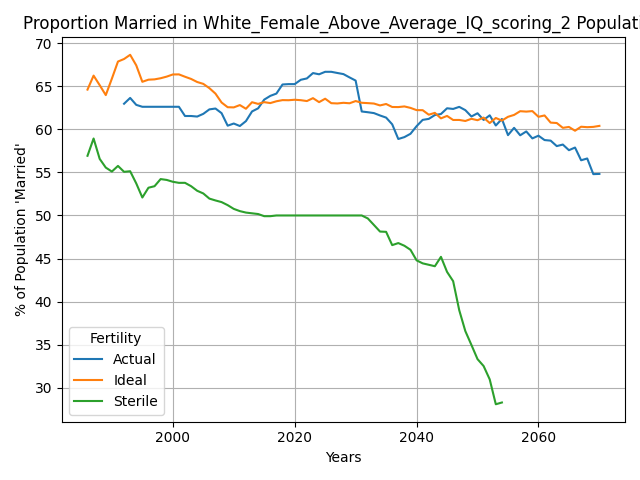 Proportion Married in White_Female_Above_Average_IQ_scoring_2 Populati
70
65
60
55
50
45
40
35
30
% of Population 'Married'
Fertility
Actual
Ideal
Sterile
2000
2020
2040
2060
Years